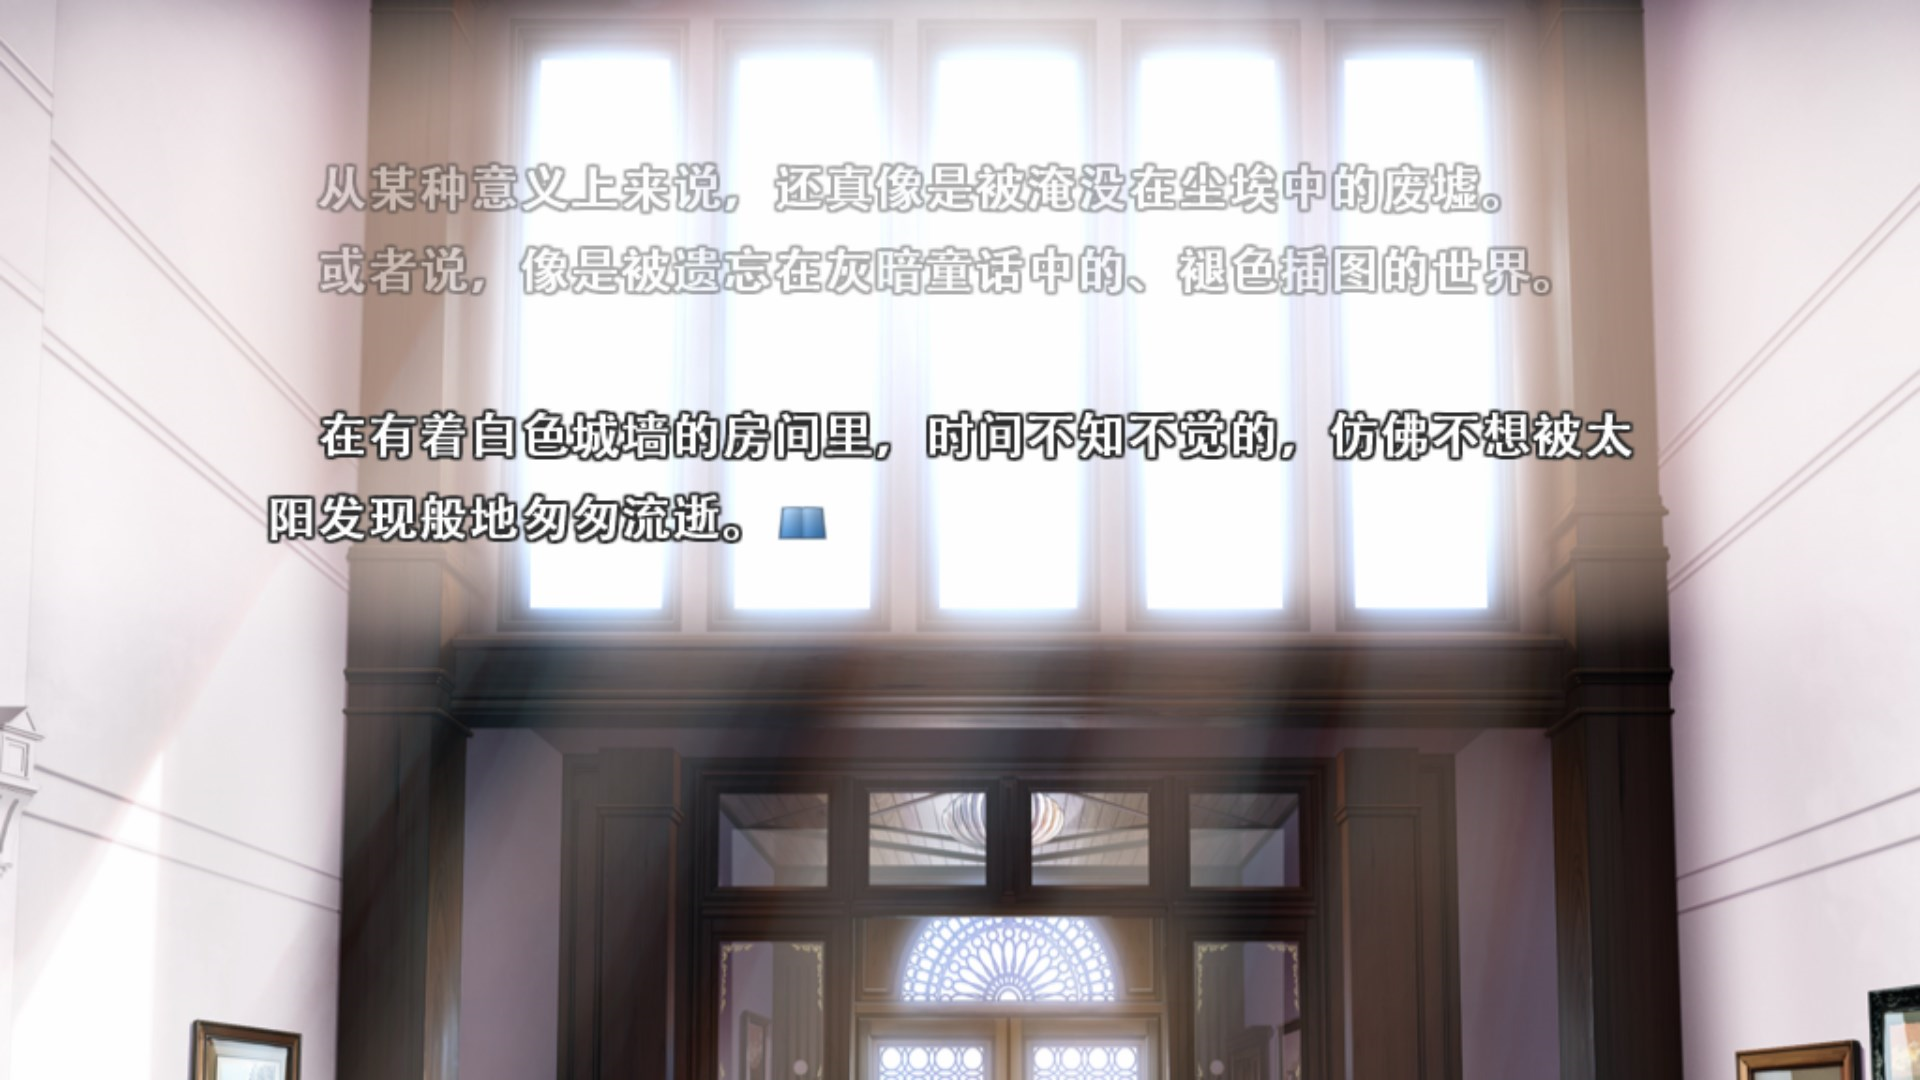 从某种意义上来说，还真像是被淹没在尘埃中的废墟。
或者说，像是被遗忘在灰暗童话中的、褪色插图的世界。
在有着白色城墙的房间里，时间不知不觉的，仿佛不想被太
阳发现般地匆匆流逝。